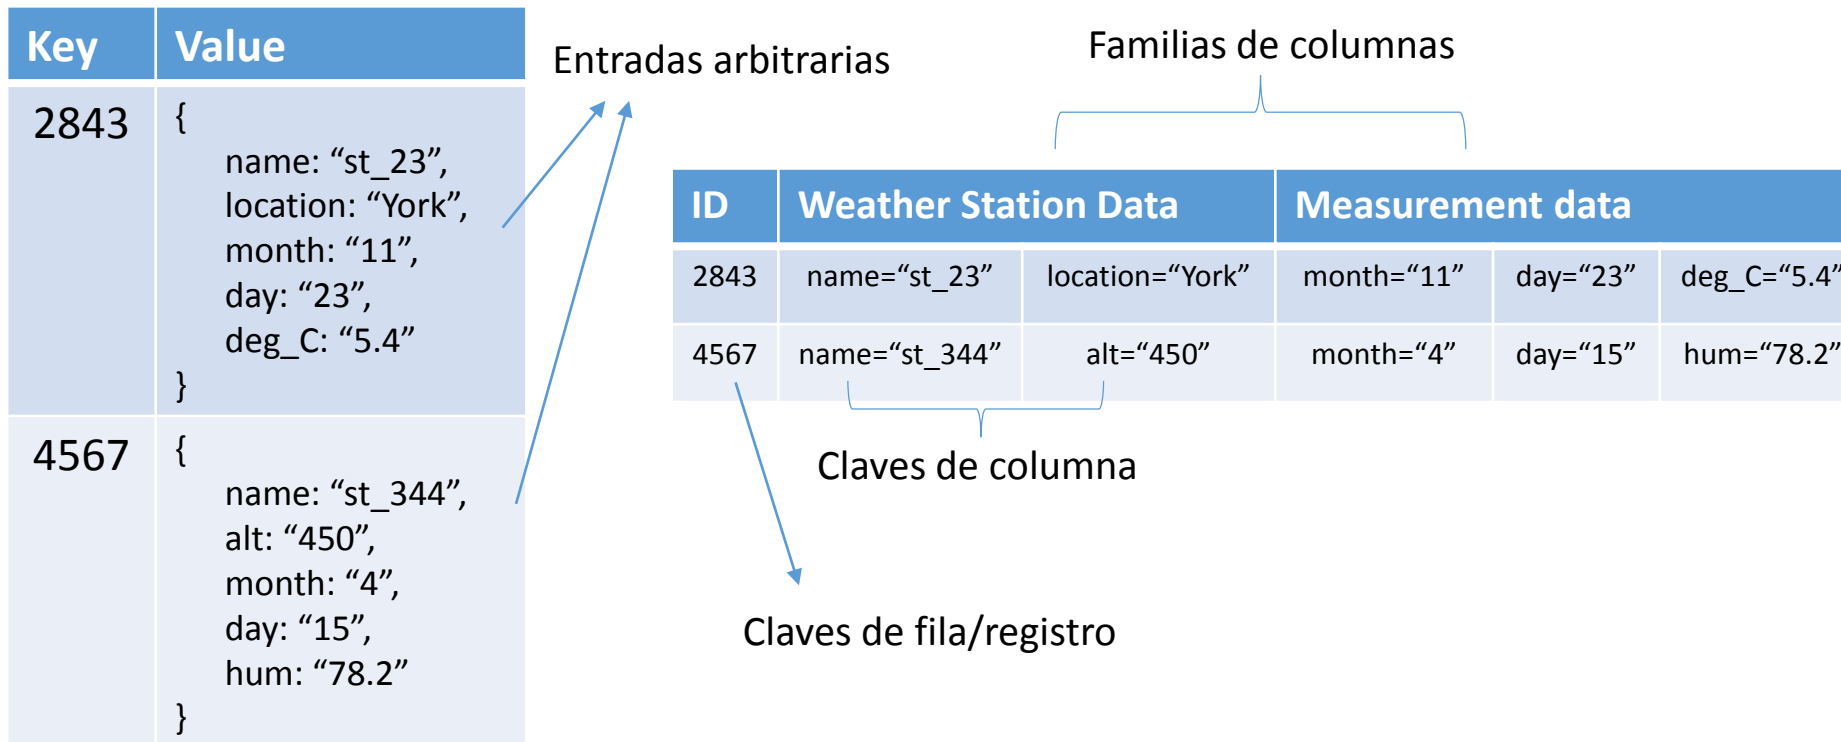 Key Value
2843 {
name: “st_23”,
location: “York”,
month: “11”,
day: “23”,
deg_C: “5.4”
}
4567 {
name: “st_344”,
alt: “450”,
month: “4”,
day: “15”,
hum: “78.2”
}
Entradas arbitrarias
Familias de columnas
ID Weather Station Data Measurement data
2843 name=“st_23” location=“York” month=“11” day=“23” deg_C=“5.4”
4567 name=“st_344” alt=“450” month=“4” day=“15” hum=“78.2”
Claves de columna
Claves de fila/registro